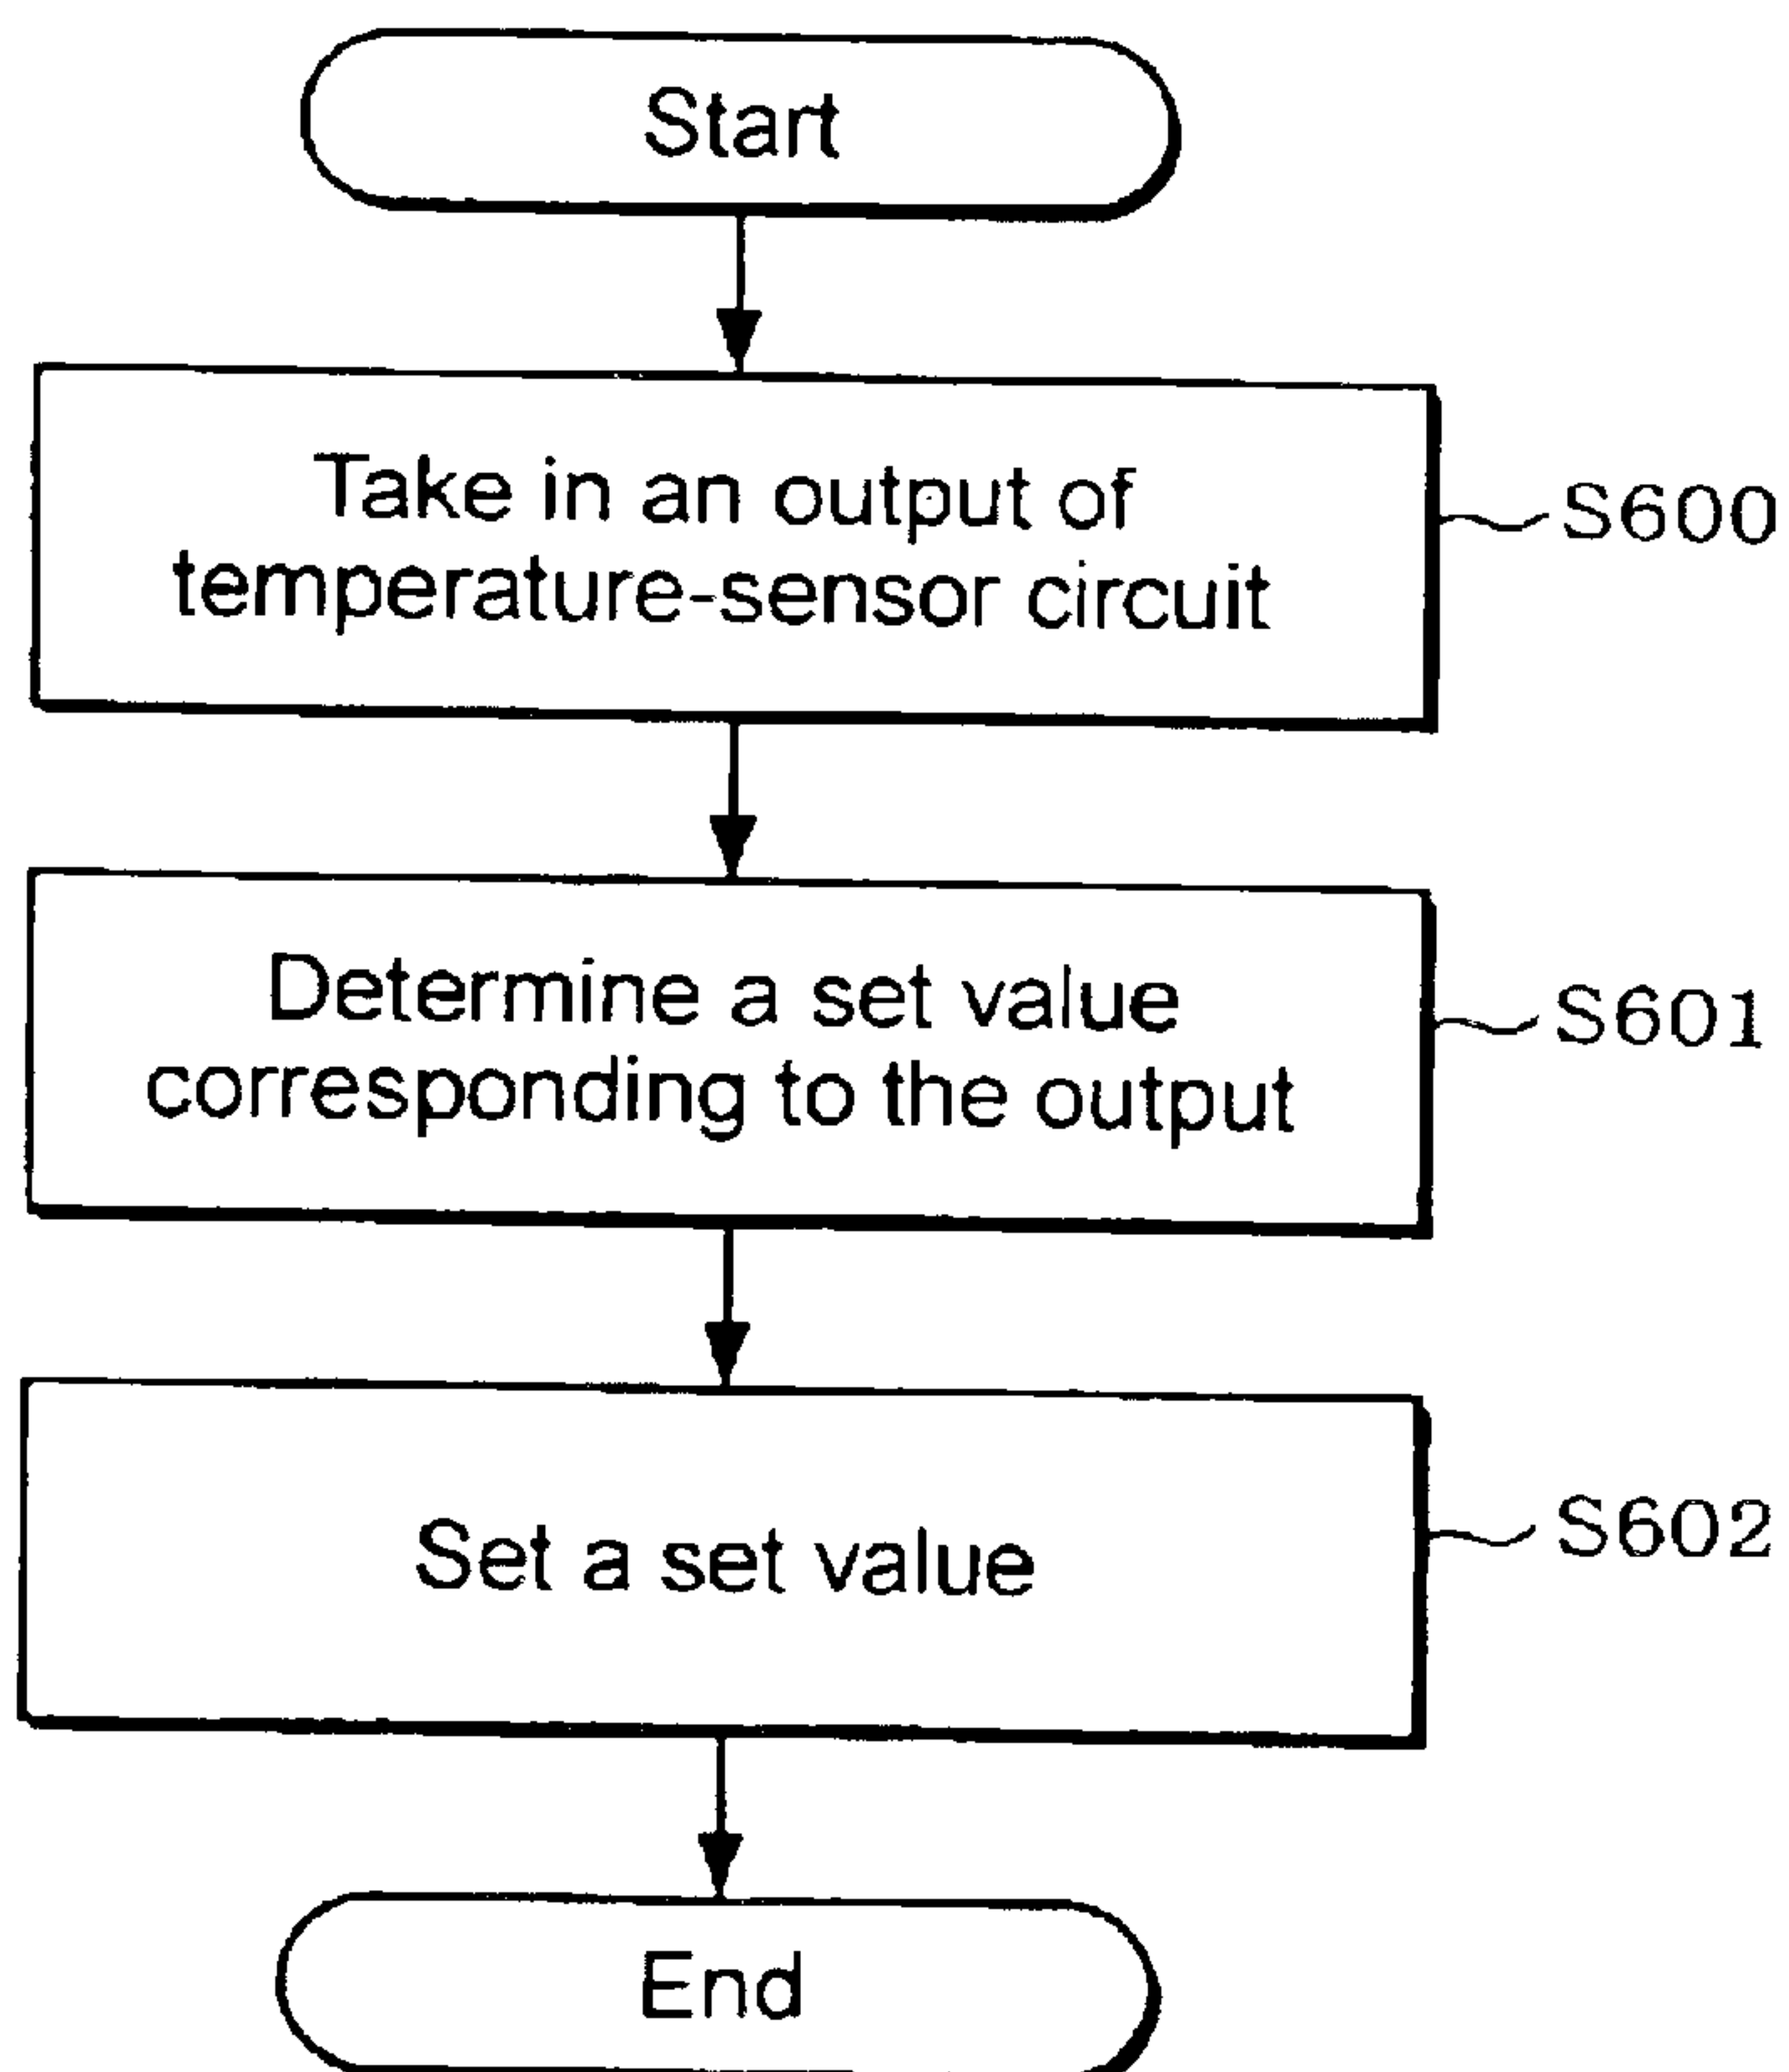 Start
Take in an output of
temperature-sensor circuit
S600
Determine a set value
corresponding to the output
S601
Set a set value
S602
End